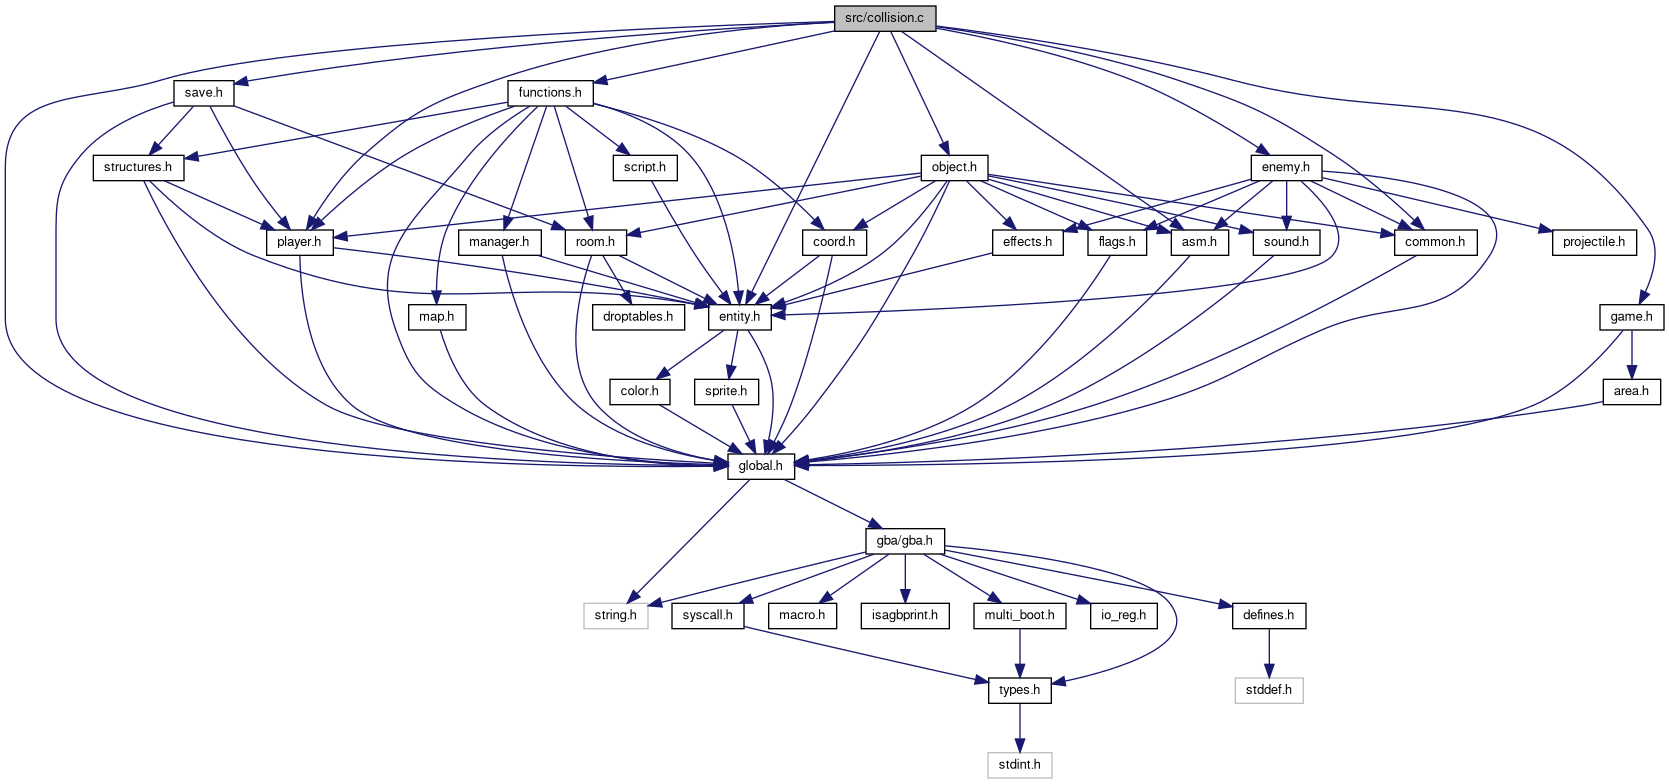 src/collision.c
save.h
functions.h
structures.h
script.h
object.h
enemy.h
player.h
manager.h
room.h
coord.h
effects.h
flags.h
asm.h
sound.h
common.h
projectile.h
map.h
droptables.h
entity.h
game.h
color.h
sprite.h
area.h
global.h
gba/gba.h
string.h
syscall.h
macro.h
isagbprint.h
multi_boot.h
io_reg.h
defines.h
types.h
stddef.h
stdint.h